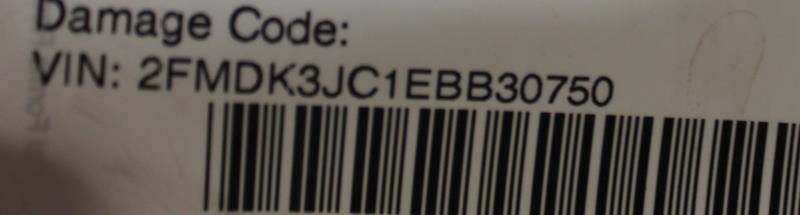 Damage Code:
VIN: 2FMDK3JC1EBB30750